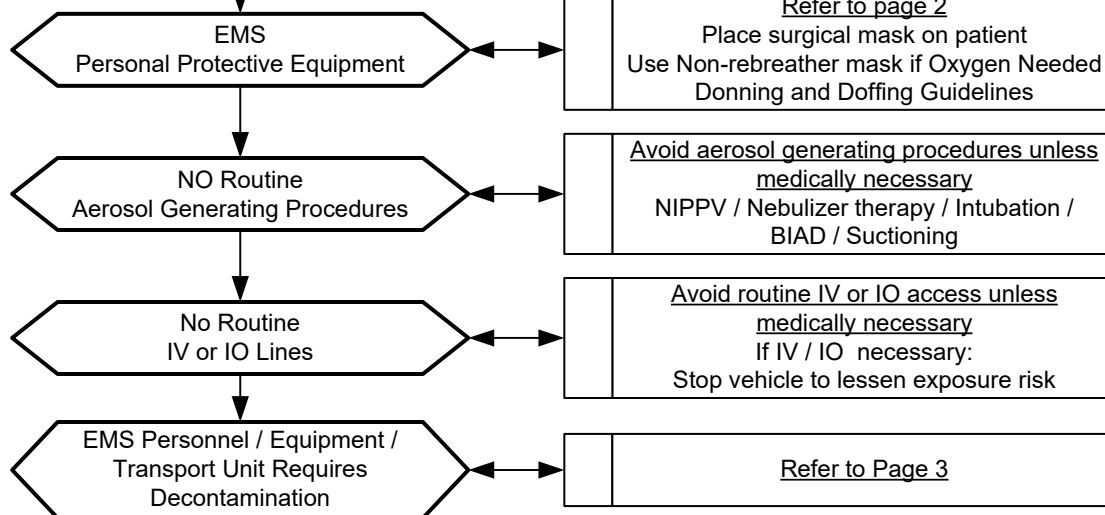 EMS
Personal Protective Equipment
Refer to page 2
Place surgical mask on patient
Use Non-rebreather mask if Oxygen Needed
Donning and Doffing Guidelines
NO Routine
Aerosol Generating Procedures
Avoid aerosol generating procedures unless
medically necessary
NIPPV / Nebulizer therapy / Intubation /
BIAD / Suctioning
No Routine
IV or IO Lines
Avoid routine IV or IO access unless
medically necessary
If IV / IO  necessary:
Stop vehicle to lessen exposure risk
EMS Personnel / Equipment /
Transport Unit Requires
Decontamination
Refer to Page 3